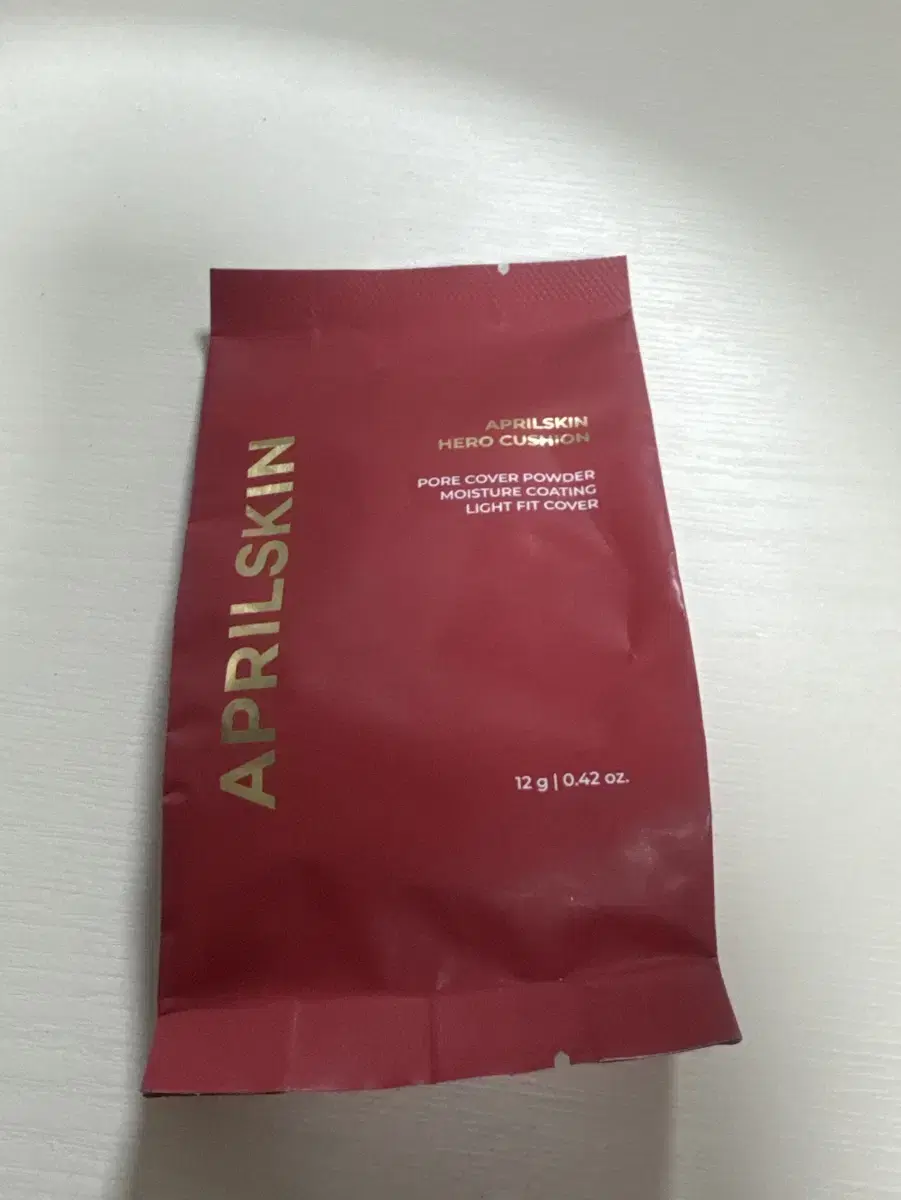 APRILSKIN
APRILSKIN
HERO CUSHION
PORE COVER POWDER
MOISTURE COATING
LIGHT FIT COVER
12 g | 0.42 oz.